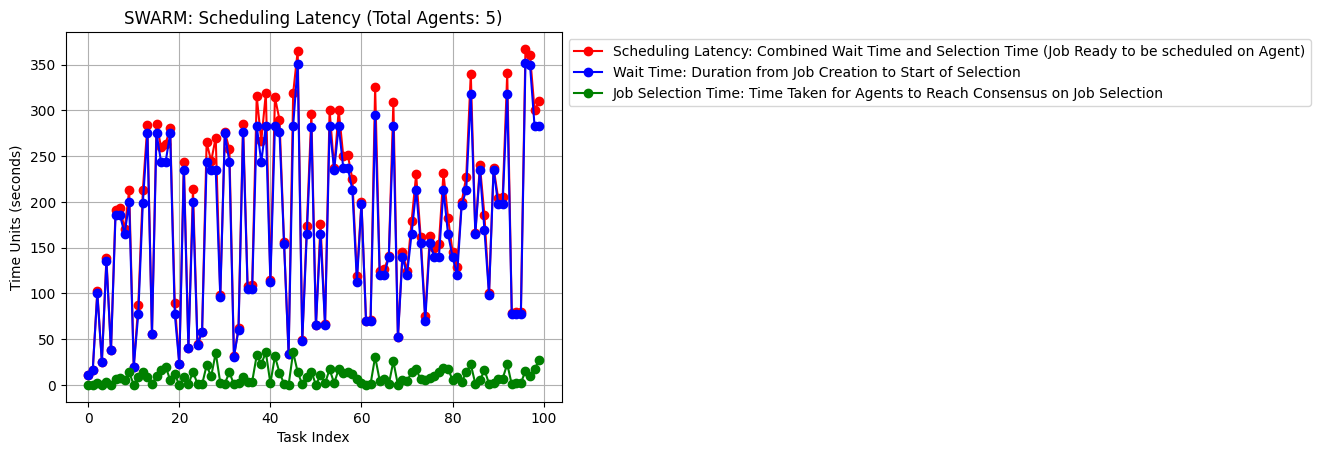 SWARM: Scheduling Latency (Total Agents: 5)
Scheduling Latency: Combined Wait Time and Selection Time (Job Ready to be scheduled on Agent)
Wait Time: Duration from Job Creation to Start of Selection
Job Selection Time: Time Taken for Agents to Reach Consensus on Job Selection
Time Units (seconds)
350
300
250
200
150
100
50
0
0 20 40 60 80 100
Task Index